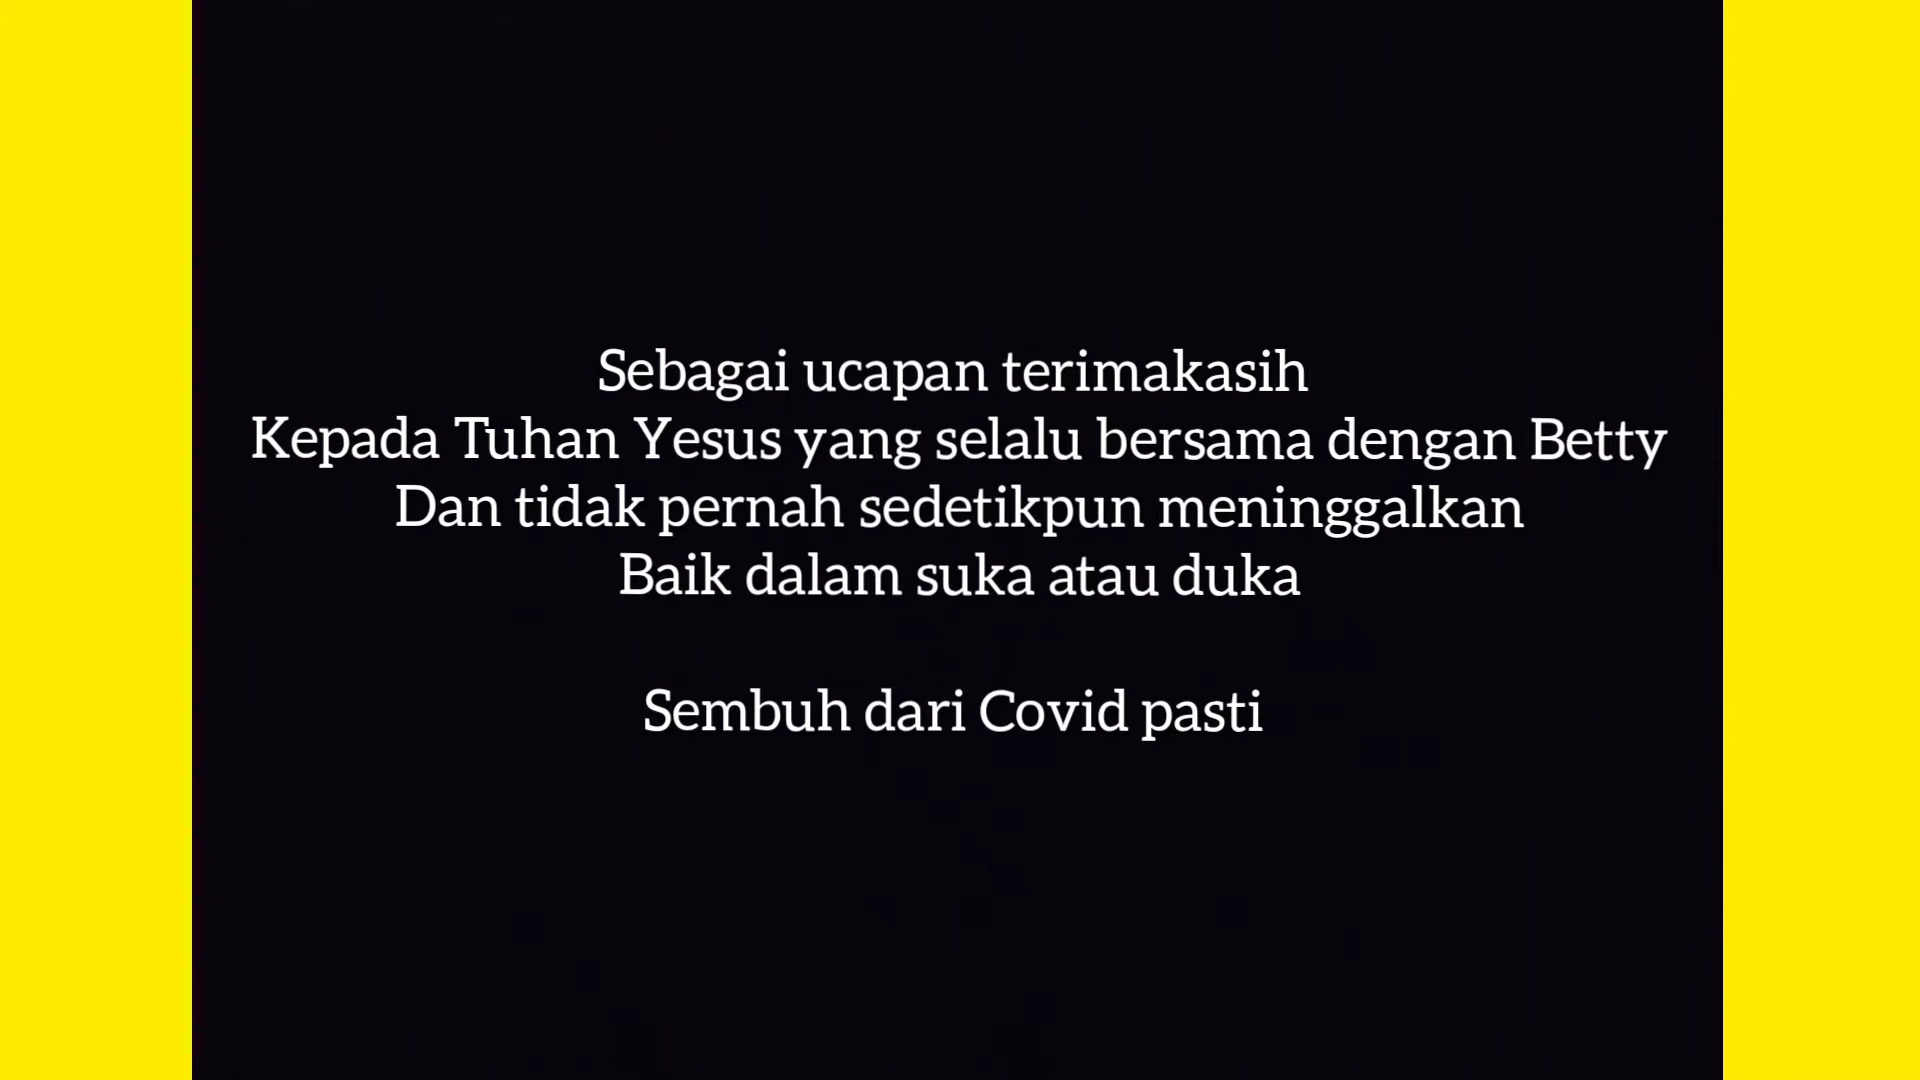 Sebagai ucapan terimakasih
Kepada Tuhan Yesus yang selalu bersama dengan Betty
Dan tidak pernah sedetikpun meninggalkan
Baik dalam suka atau duka
Sembuh dari Covid pasti